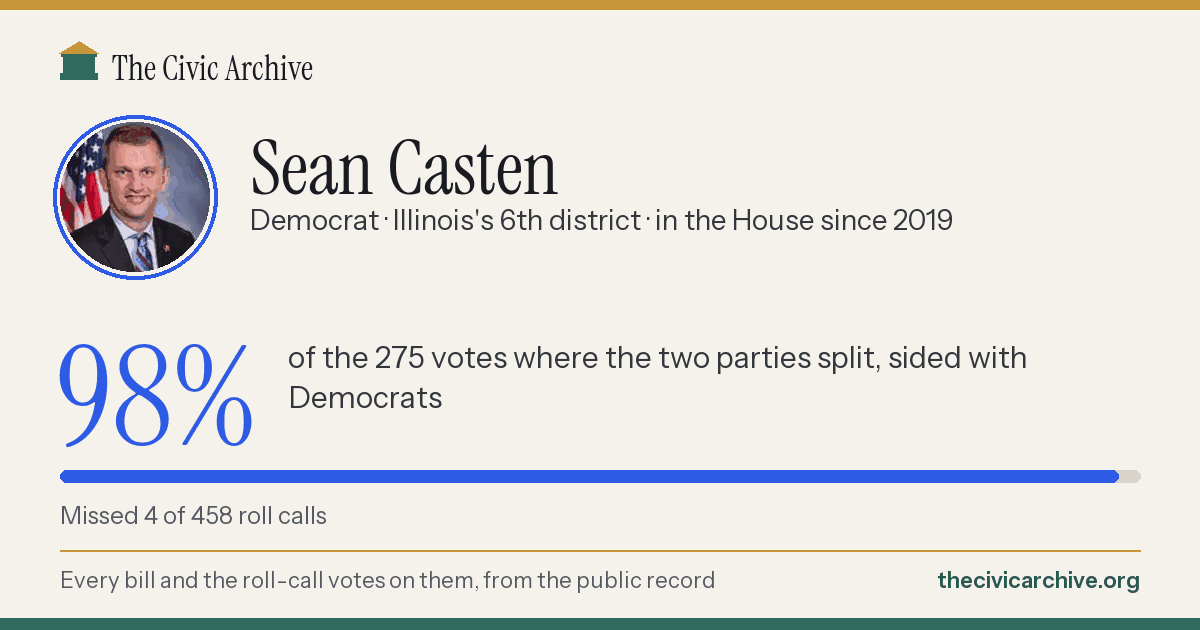 The Civic Archive
Sean Casten
Democrat · Illinois's 6th district · in the House since 2019
98%
of the 275 votes where the two parties split, sided with
Democrats
Missed 4 of 458 roll calls
Every bill and the roll-call votes on them, from the public record
thecivicarchive.org